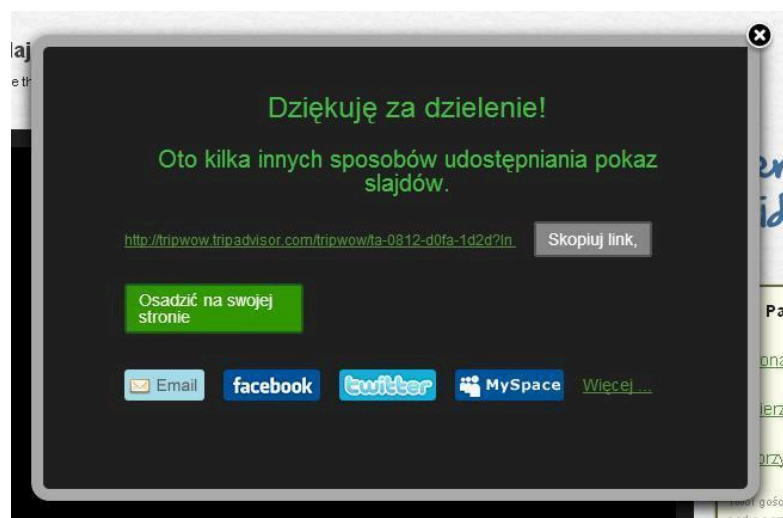 Dziękuję za dzielenie!
Oto kilka innych sposobów udostępniania pokaz
slajdów.
http://tripwow.tripadvisor.com/tripwow/ta-0812-d0fa-1d2d?ln
Skopiuj link,
Osadzić na swojej
stronie
Email
facebook
twitter
MySpace
Więcej ...